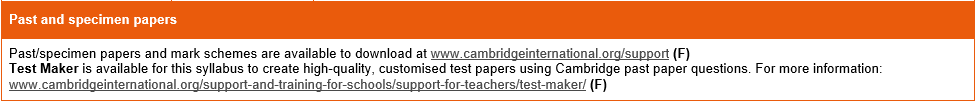 Past and specimen papers
Past/specimen papers and mark schemes are available to download at www.cambridgeinternational.org/support (F)
Test Maker is available for this syllabus to create high-quality, customised test papers using Cambridge past paper questions. For more information:
www.cambridgeinternational.org/support-and-training-for-schools/support-for-teachers/test-maker/ (F)